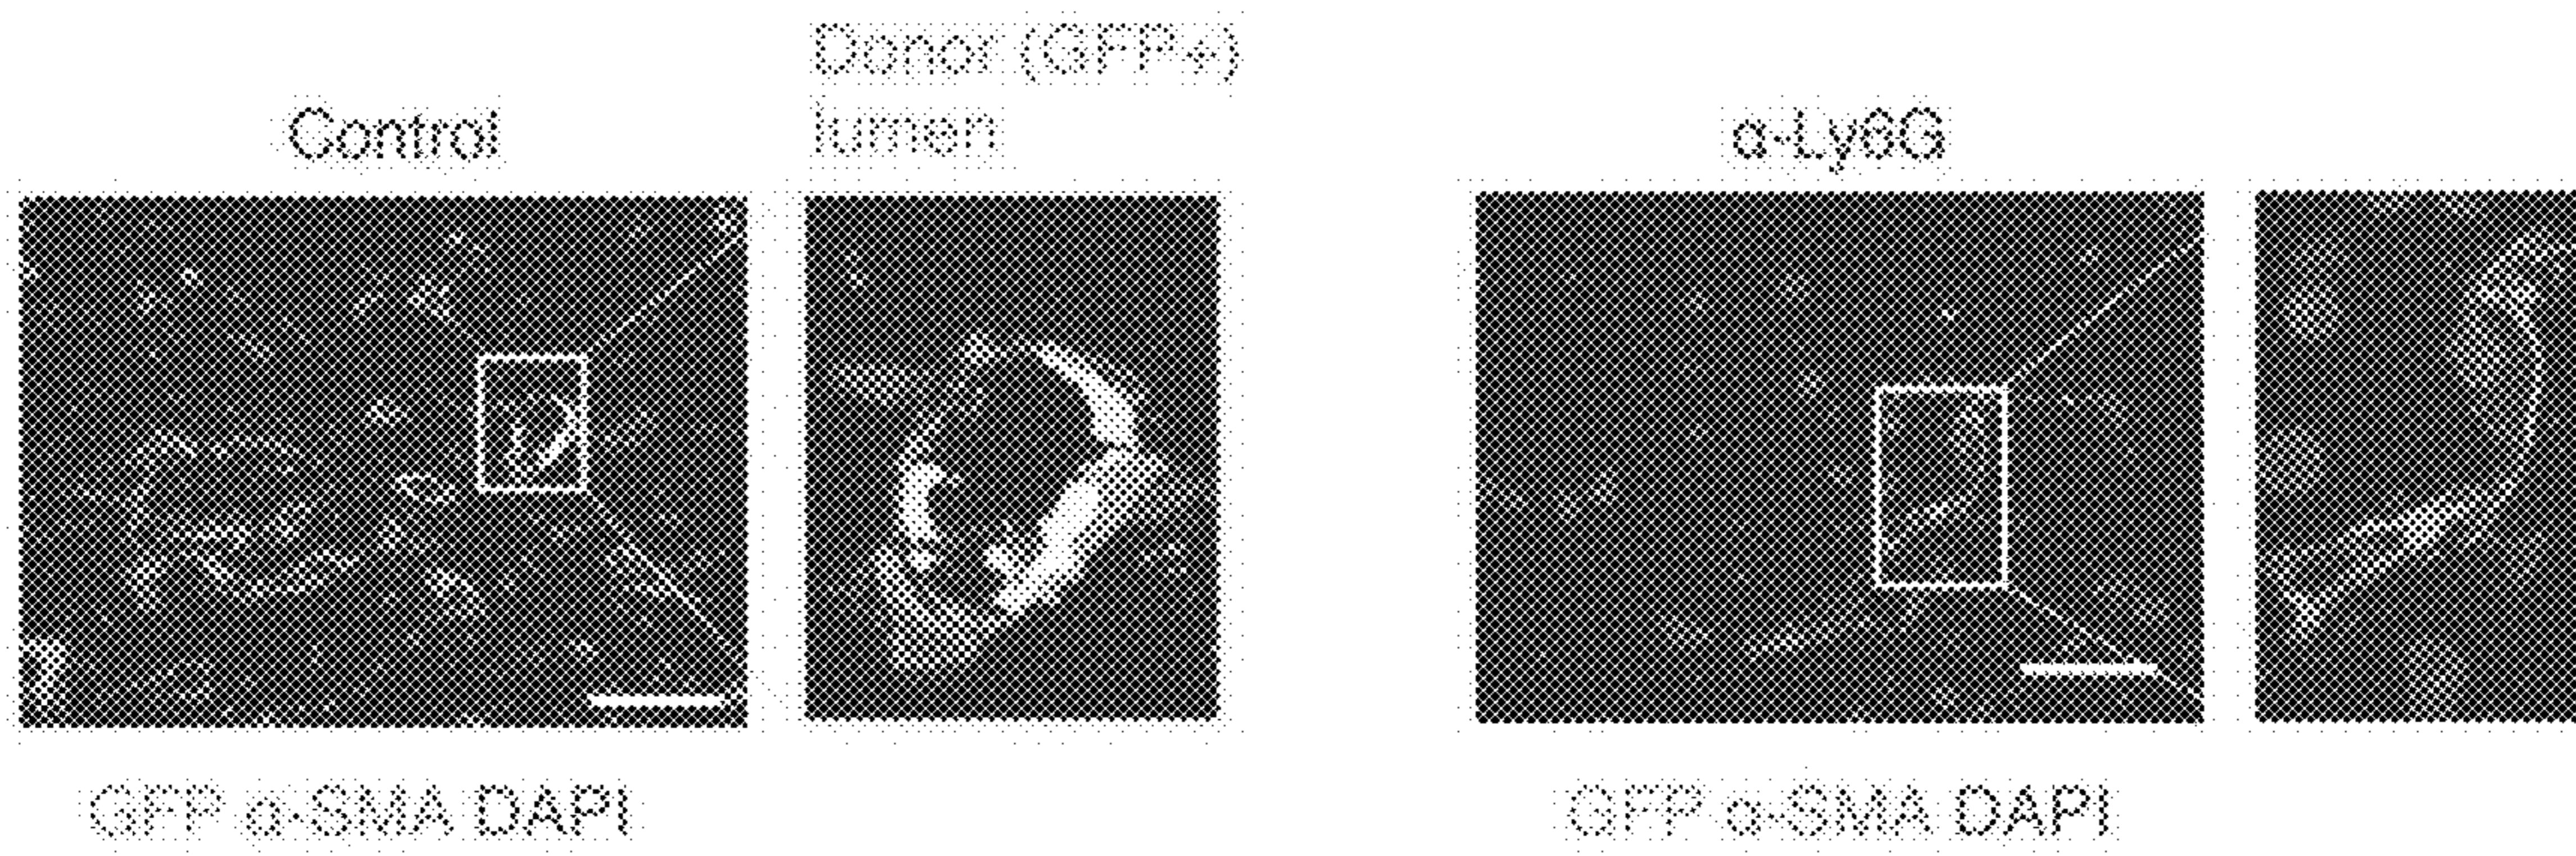 Control
Donor (GFP+)
lumen
α-Ly6G
GFP α-SMA DAPI
GFP α-SMA DAPI